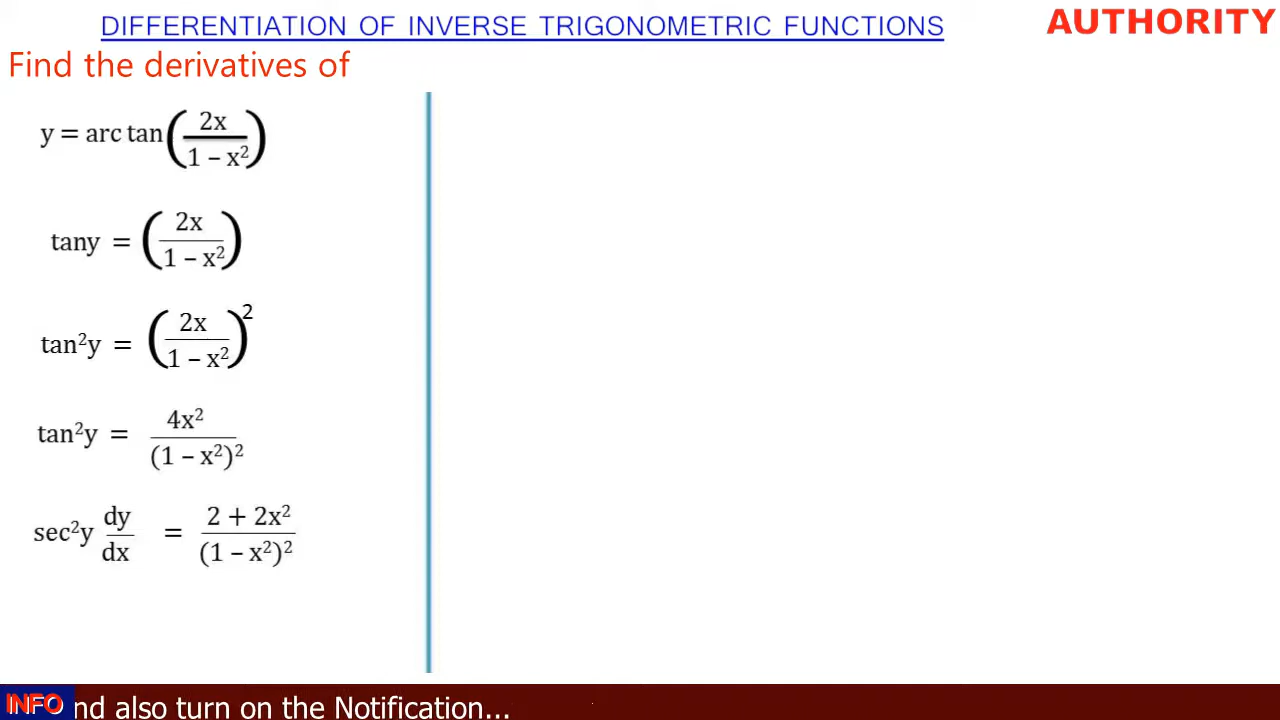 DIFFERENTIATION OF INVERSE TRIGONOMETRIC FUNCTIONS
AUTHORITY
Find the derivatives of
y = arc tan(2x / 1 – x²)
tany = (2x / 1 – x²)
tan²y = (2x / 1 – x²)²
tan²y = 4x² / (1 – x²)²
sec²y dy/dx = 2 + 2x² / (1 – x²)²
INFO nd also turn on the Notification...